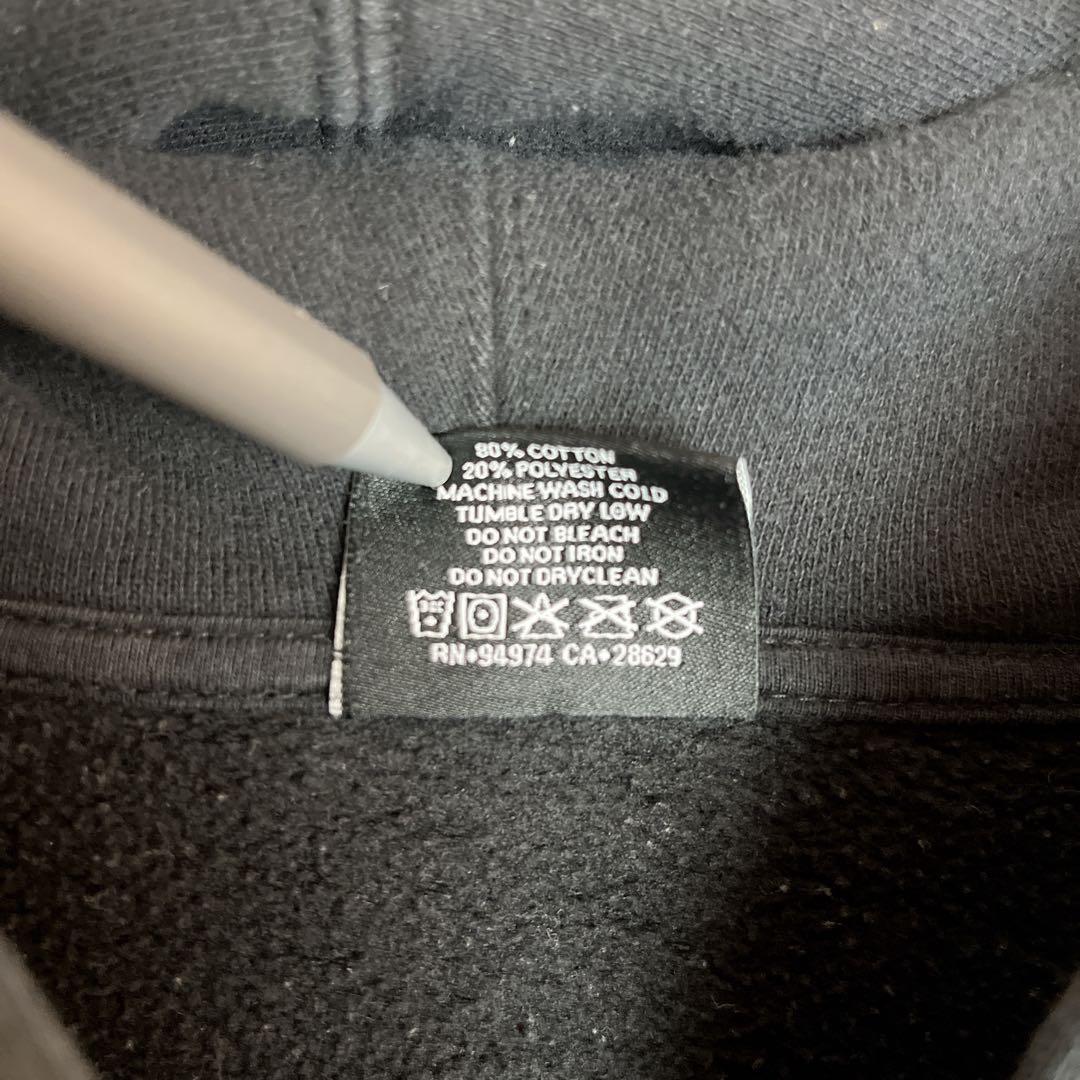 80% COTTON
20% POLYESTER
MACHINE WASH COLD
TUMBLE DRY LOW
DO NOT BLEACH
DO NOT IRON
DO NOT DRYCLEAN
RN•94974 CA•28629